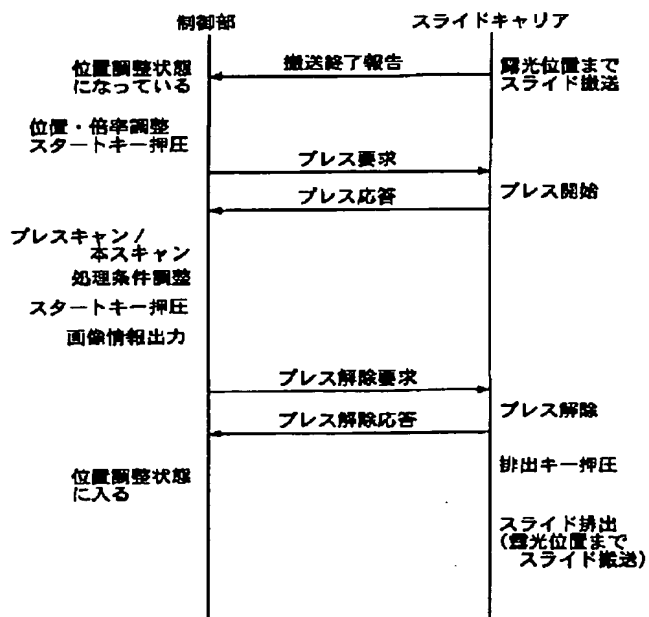 制御部
スライドキャリア
位置調整状態
になっている
搬送終了報告
露光位置まで
スライド搬送
位置・倍率調整
スタートキー押圧
プレス要求
プレス応答
プレス開始
プレスキャン/
本スキャン
処理条件調整
スタートキー押圧
画像情報出力
プレス解除要求
プレス解除
プレス解除応答
排出キー押圧
位置調整状態
に入る
スライド排出
(露光位置まで
スライド搬送)